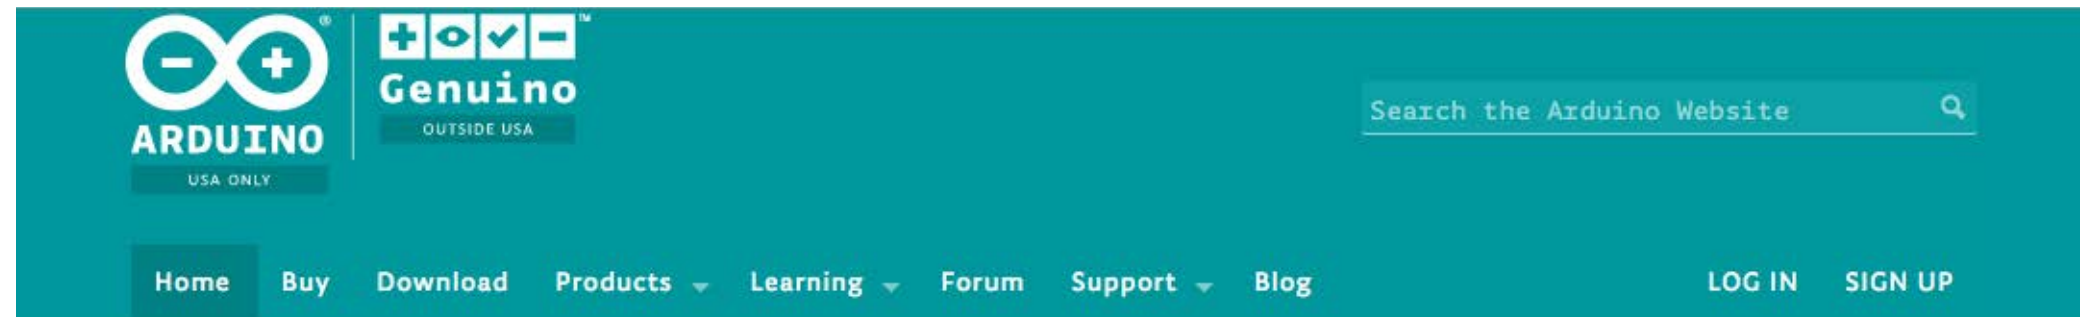 ARDUINO
USA ONLY
Genuino
OUTSIDE USA
Search the Arduino Website
Home Buy Download Products Learning Forum Support Blog LOG IN SIGN UP